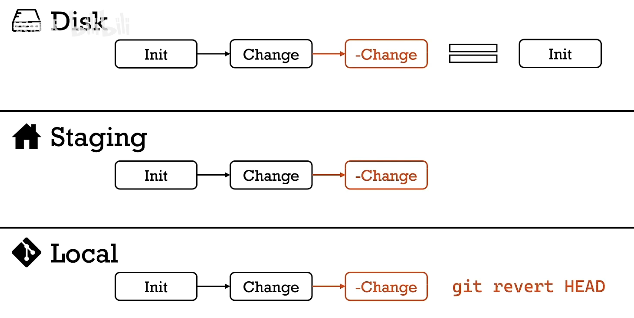 Disk
Init Change -Change Init
Staging
Init Change -Change
Local
Init Change -Change git revert HEAD